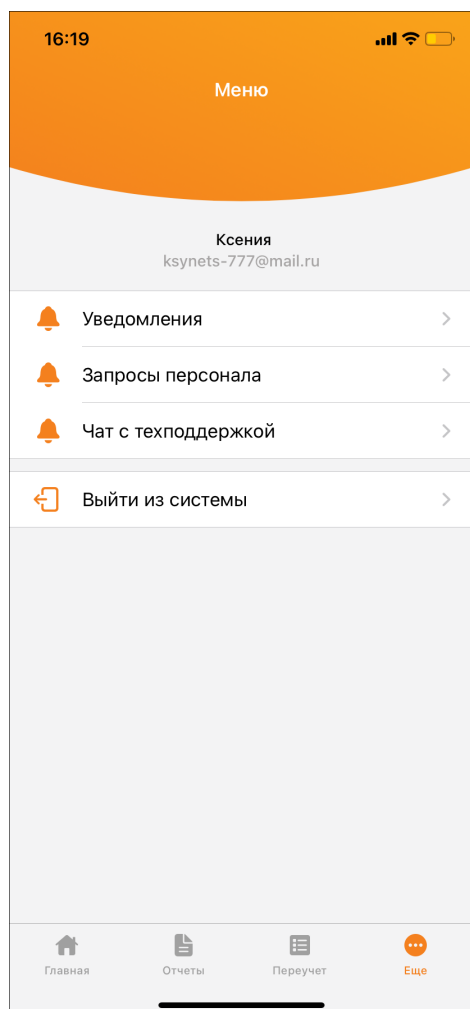 16:19
Меню
Ксения
ksynets-777@mail.ru
Уведомления
Запросы персонала
Чат с техподдержкой
Выйти из системы
Главная
Отчеты
Переучет
Еще